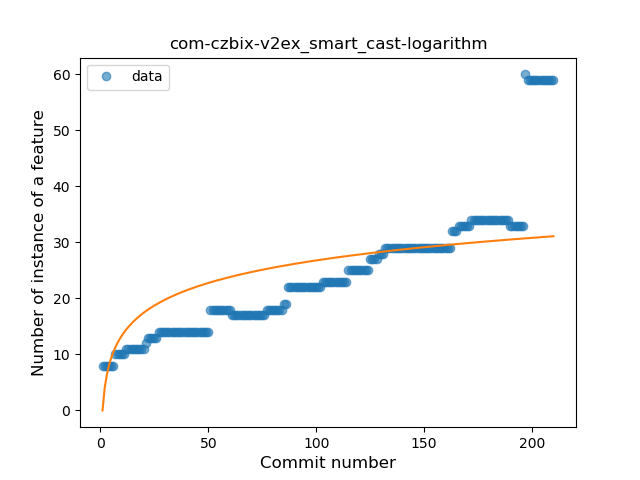 com-czbix-v2ex_smart_cast-logarithm
data
Number of instance of a feature
60
50
40
30
20
10
0
0 50 100 150 200
Commit number